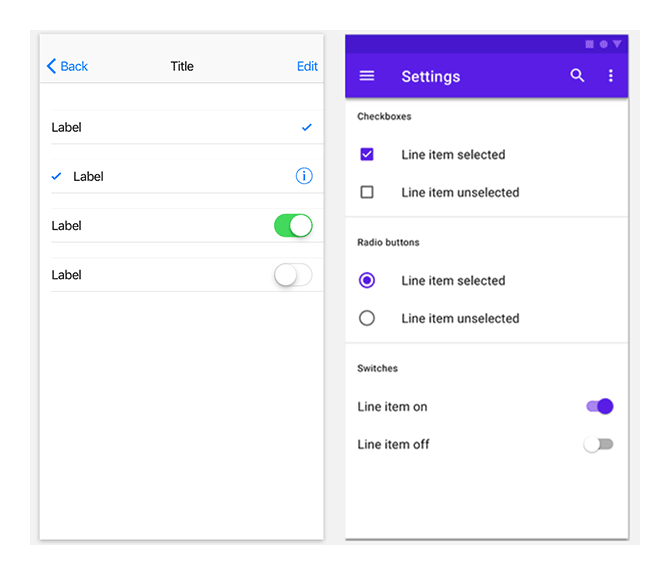 Back Title Edit
Label
Label
Label
Label
Settings
Checkboxes
Line item selected
Line item unselected
Radio buttons
Line item selected
Line item unselected
Switches
Line item on
Line item off